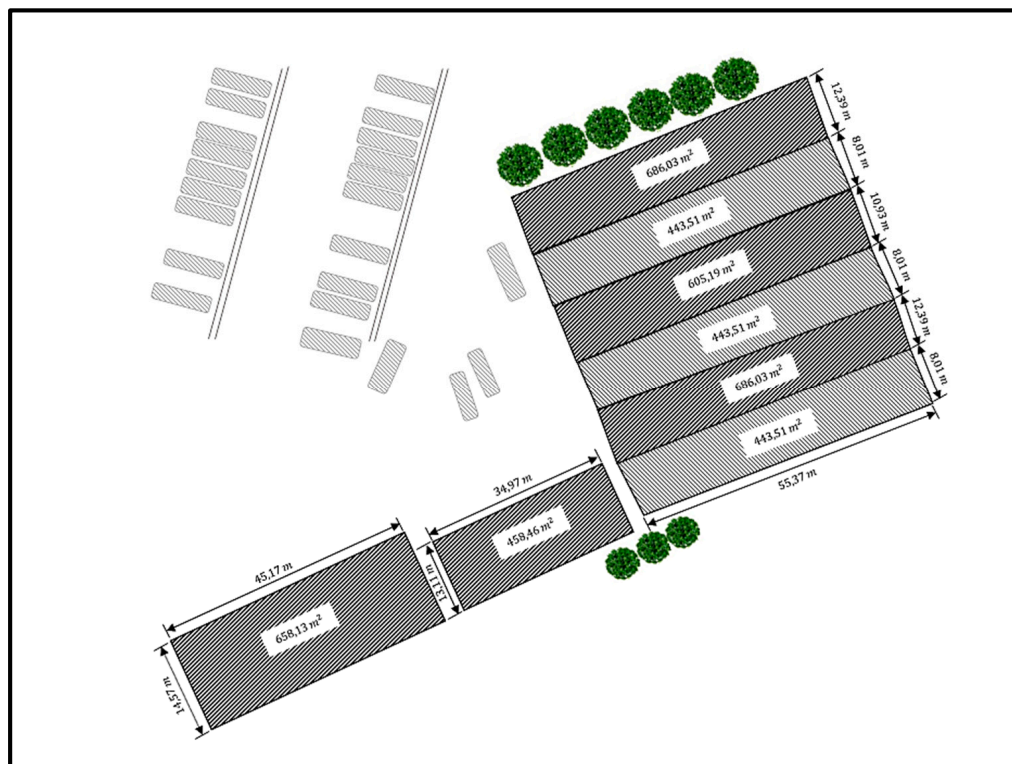 12,39 m
686,03 m²
8,01 m
443,51 m²
10,93 m
605,19 m²
8,01 m
443,51 m²
12,39 m
686,03 m²
8,01 m
443,51 m²
55,37 m
34,97 m
458,46 m²
13,11 m
45,17 m
658,13 m²
14,57 m